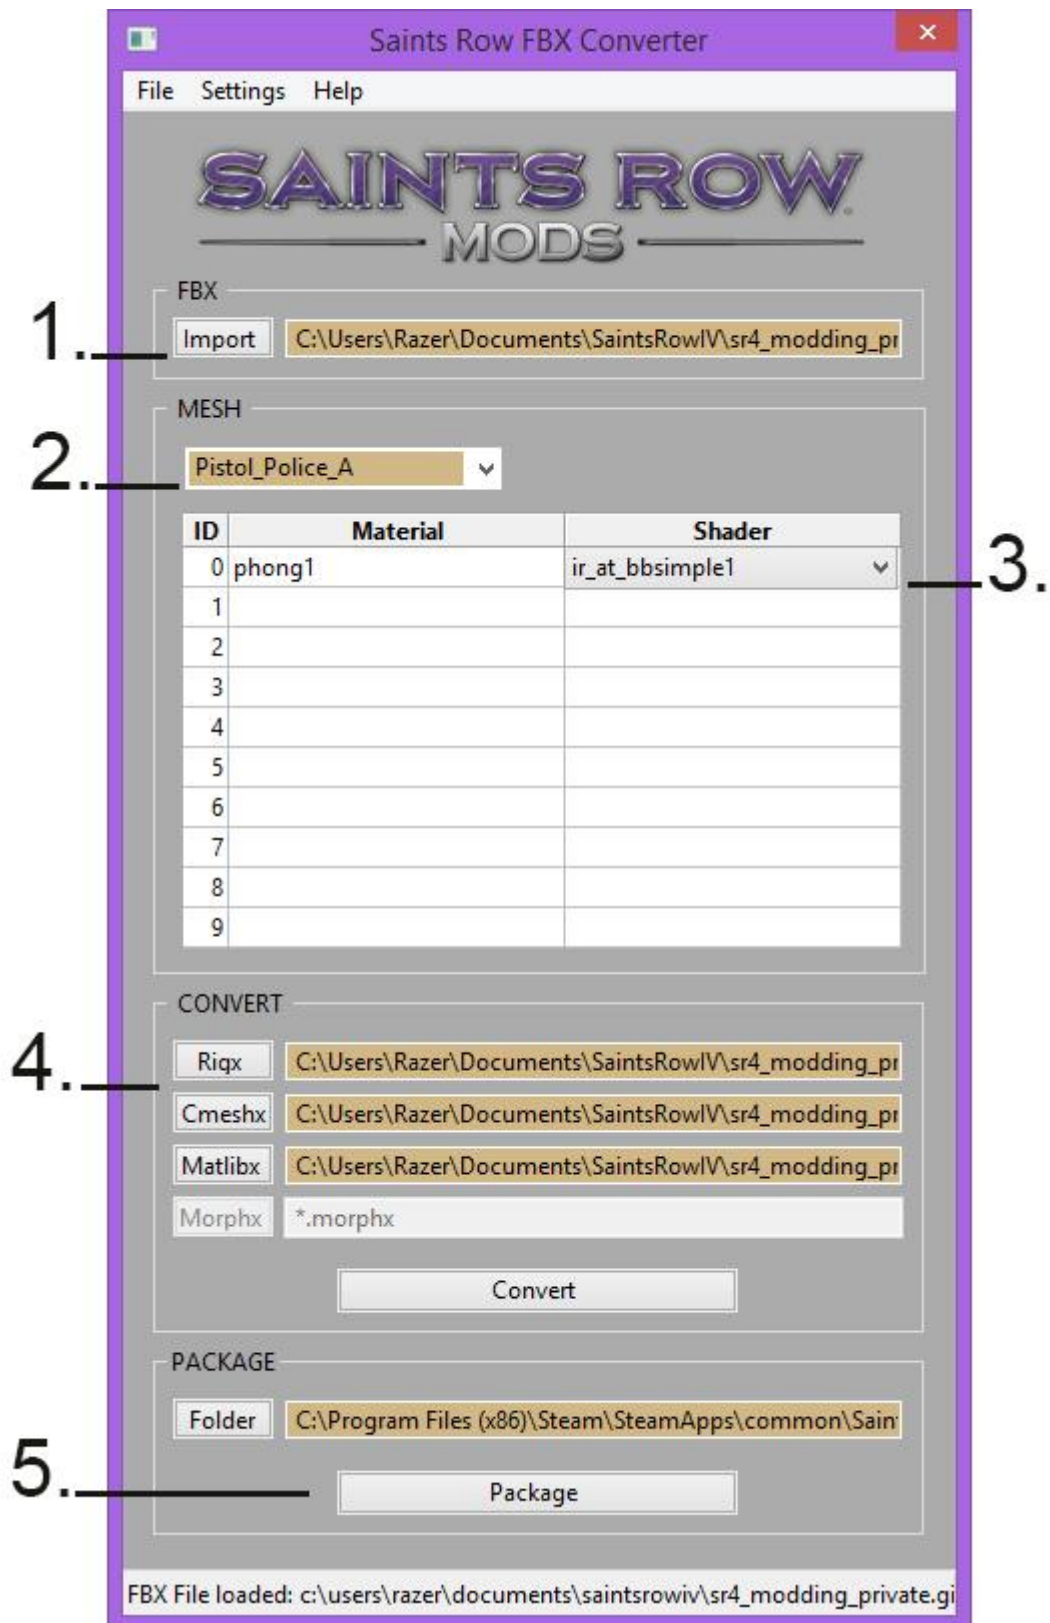 Saints Row FBX Converter
File Settings Help
SAINTS ROW
MODS
FBX
1.
Import C:\Users\Razer\Documents\SaintsRowIV\sr4_modding_pr
MESH
2.
Pistol_Police_A
ID Material Shader
0 phong1 ir_at_bbsimple1
3.
1
2
3
4
5
6
7
8
9
CONVERT
4.
Rigx C:\Users\Razer\Documents\SaintsRowIV\sr4_modding_pr
Cmeshx C:\Users\Razer\Documents\SaintsRowIV\sr4_modding_pr
Matlibx C:\Users\Razer\Documents\SaintsRowIV\sr4_modding_pr
Morphx *.morphx
Convert
PACKAGE
Folder C:\Program Files (x86)\Steam\SteamApps\common\Sain
5.
Package
FBX File loaded: c:\users\razer\documents\saintsrowiv\sr4_modding_private.gi